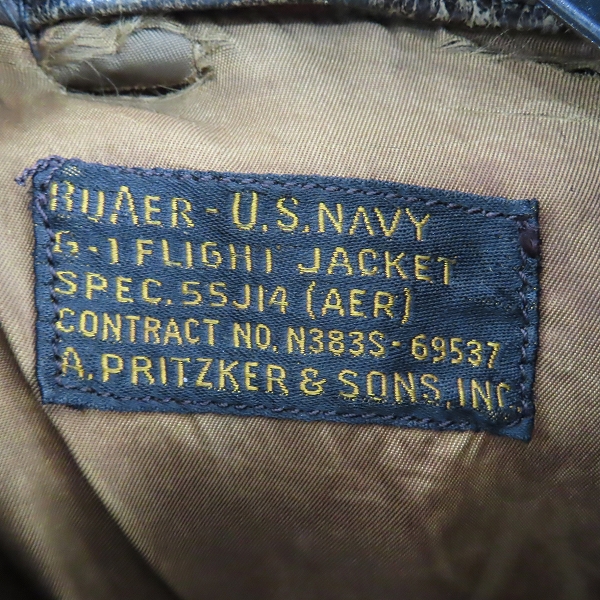 BUAER - U.S. NAVY
G-1 FLIGHT JACKET
SPEC. 55J14 (AER)
CONTRACT NO. N383S-69537
A. PRITZKER & SONS, INC